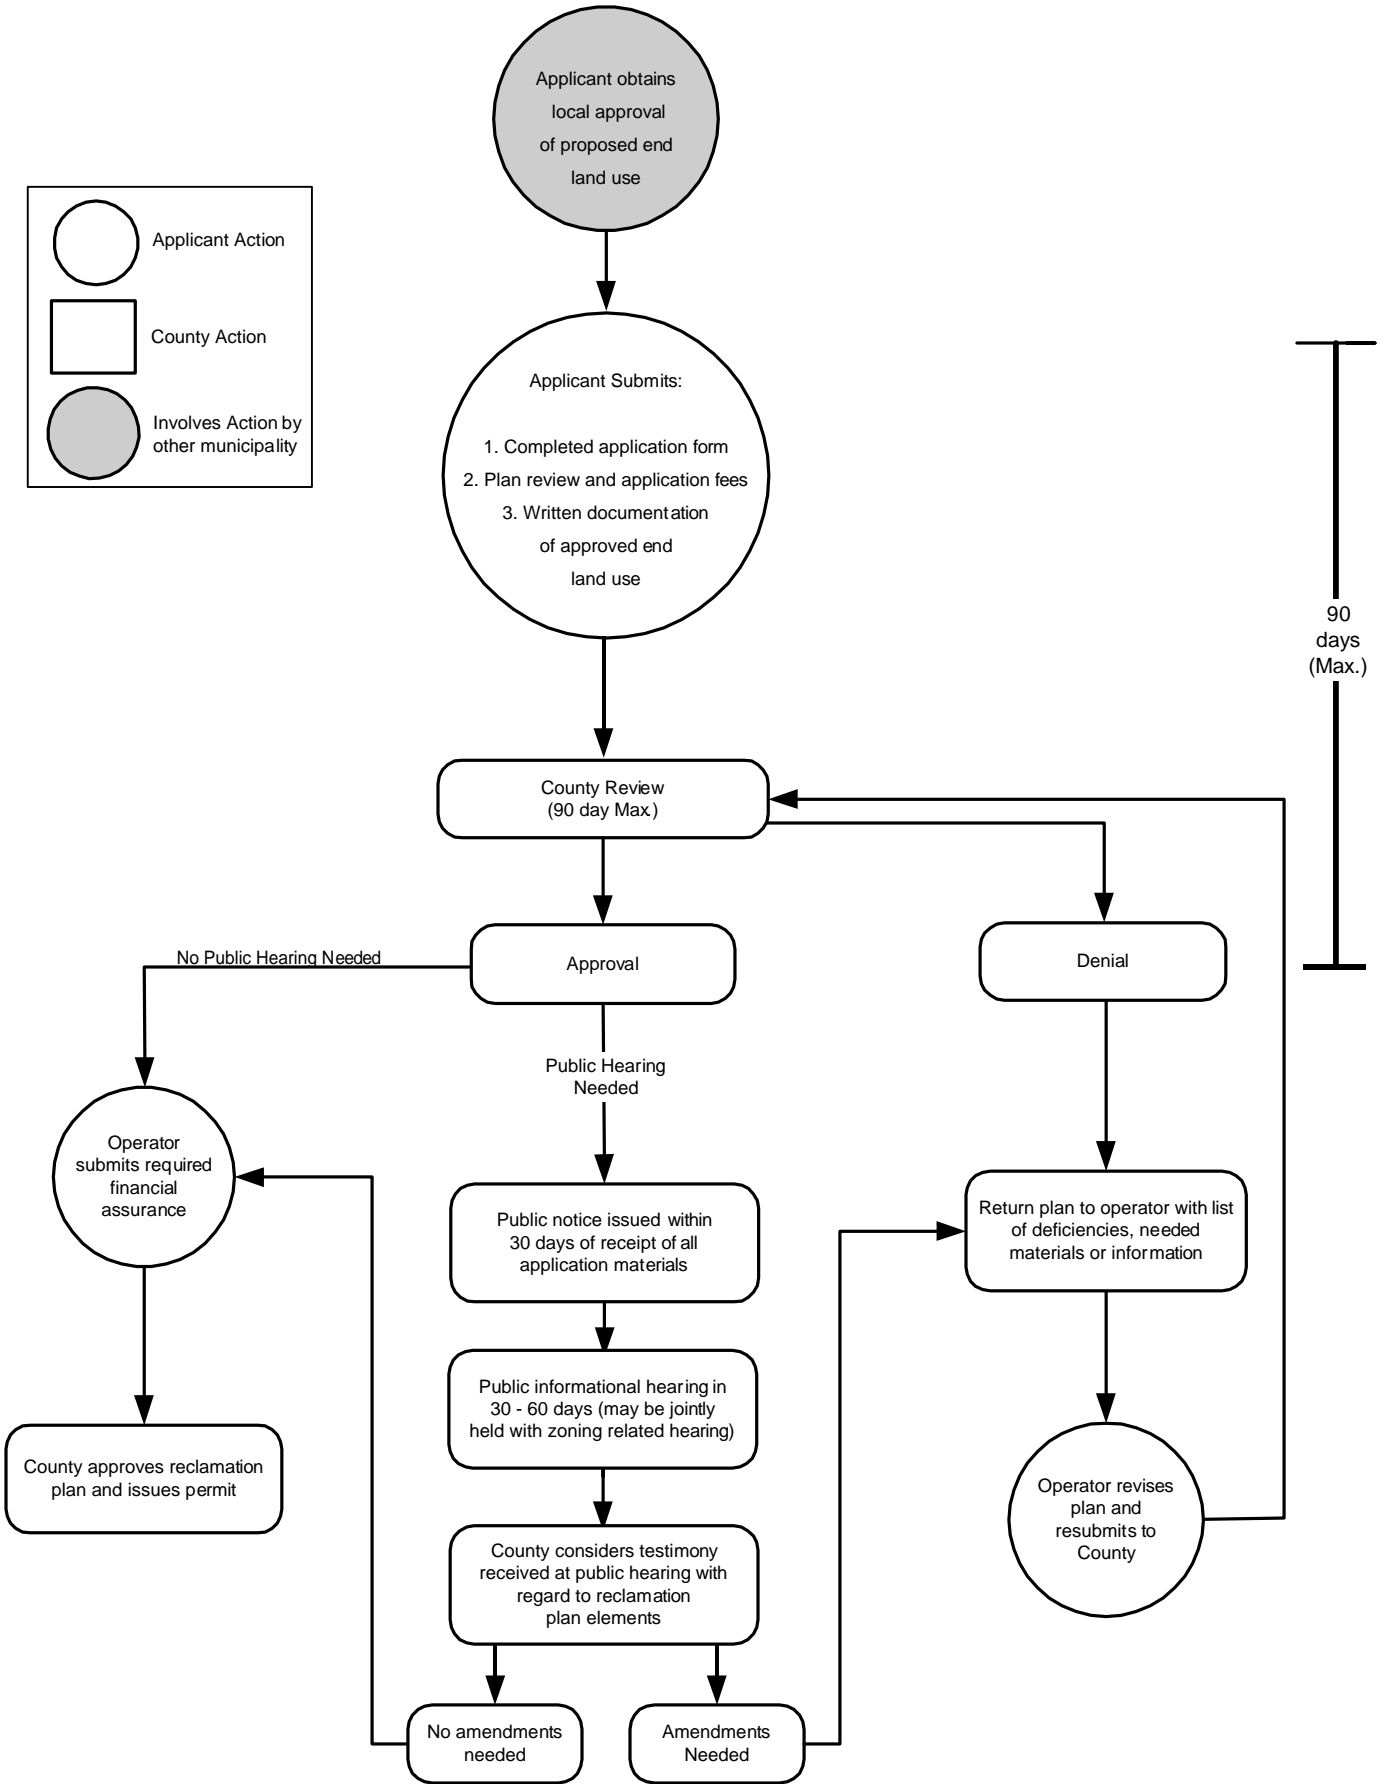 Applicant obtains
local approval
of proposed end
land use
Applicant Action
County Action
Involves Action by
other municipality
Applicant Submits:
1. Completed application form
2. Plan review and application fees
3. Written documentation
of approved end
land use
90
days
(Max.)
County Review
(90 day Max.)
No Public Hearing Needed
Approval
Denial
Public Hearing
Needed
Operator
submits required
financial
assurance
Public notice issued within
30 days of receipt of all
application materials
Return plan to operator with list
of deficiencies, needed
materials or information
Public informational hearing in
30 - 60 days (may be jointly
held with zoning related hearing)
County approves reclamation
plan and issues permit
Operator revises
plan and
resubmits to
County
County considers testimony
received at public hearing with
regard to reclamation
plan elements
No amendments
needed
Amendments
Needed